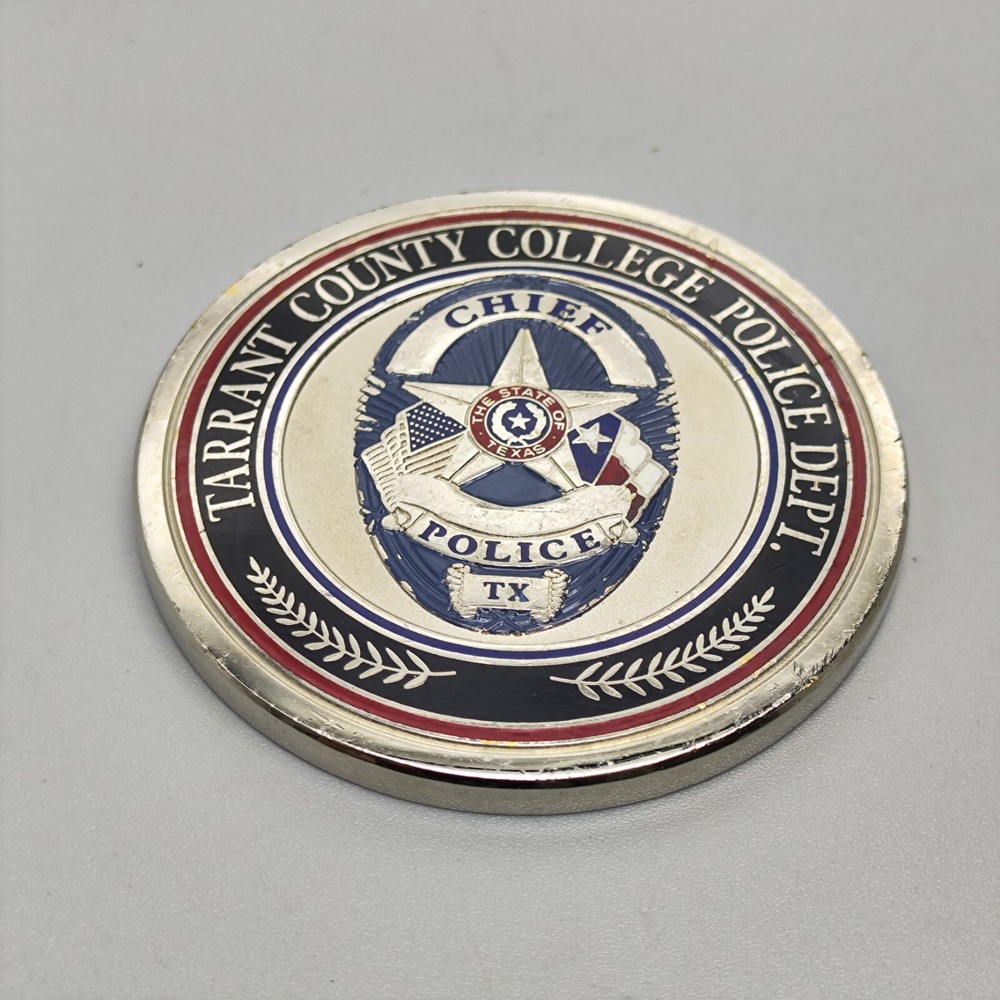 TARRANT COUNTY COLLEGE POLICE DEPT.
CHIEF
THE STATE OF
TEXAS
POLICE
TX